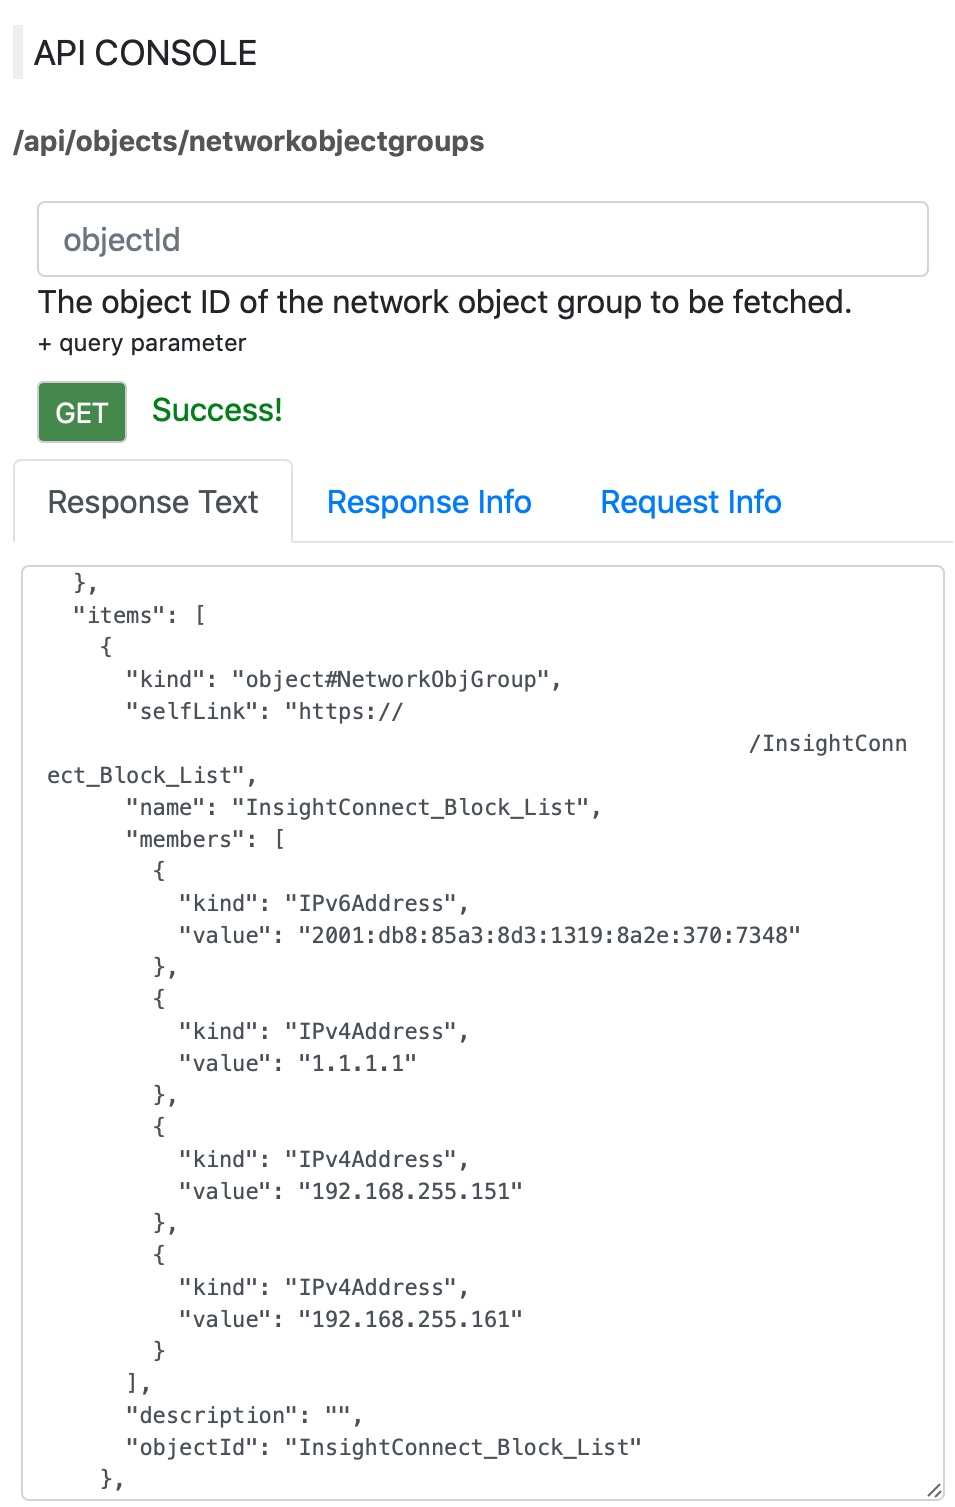 API CONSOLE
/api/objects/networkobjectgroups
objectId
The object ID of the network object group to be fetched.
+ query parameter
GET Success!
Response Text Response Info Request Info
  },
  "items": [
    {
      "kind": "object#NetworkObjGroup",
      "selfLink": "https://
/InsightConn
ect_Block_List",
      "name": "InsightConnect_Block_List",
      "members": [
        {
          "kind": "IPv6Address",
          "value": "2001:db8:85a3:8d3:1319:8a2e:370:7348"
        },
        {
          "kind": "IPv4Address",
          "value": "1.1.1.1"
        },
        {
          "kind": "IPv4Address",
          "value": "192.168.255.151"
        },
        {
          "kind": "IPv4Address",
          "value": "192.168.255.161"
        }
      ],
      "description": "",
      "objectId": "InsightConnect_Block_List"
    },